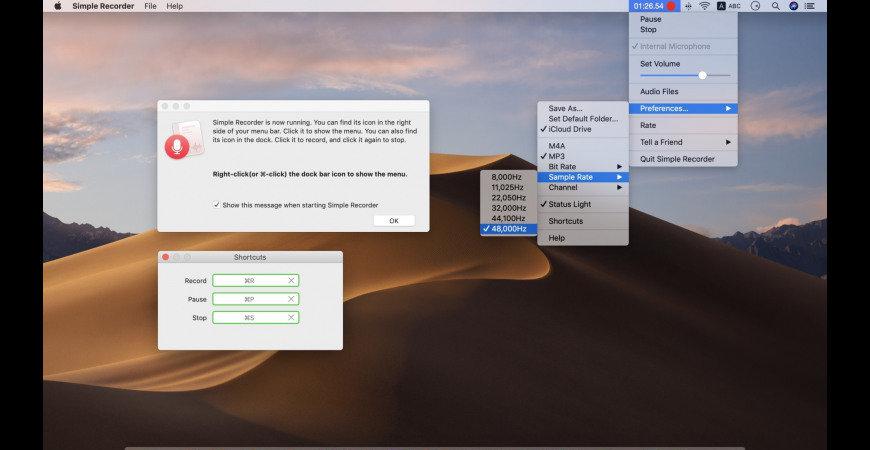 Simple Recorder File Help
01:26.54 A ABC
Pause
Stop
✓ Internal Microphone
Set Volume
Audio Files
Preferences... ▶
Rate
Tell a Friend ▶
Quit Simple Recorder
Save As...
Set Default Folder...
✓ iCloud Drive
M4A
✓ MP3
Bit Rate ▶
Sample Rate ▶
Channel ▶
✓ Status Light
Shortcuts
Help
8,000Hz
11,025Hz
22,050Hz
32,000Hz
44,100Hz
✓ 48,000Hz
Simple Recorder is now running. You can find its icon in the right
side of your menu bar. Click it to show the menu. You can also find
its icon in the dock. Click it to record, and click it again to stop.
Right-click(or ⌘-click) the dock bar icon to show the menu.
✓ Show this message when starting Simple Recorder
OK
Shortcuts
Record ⌘R
Pause ⌘P
Stop ⌘S